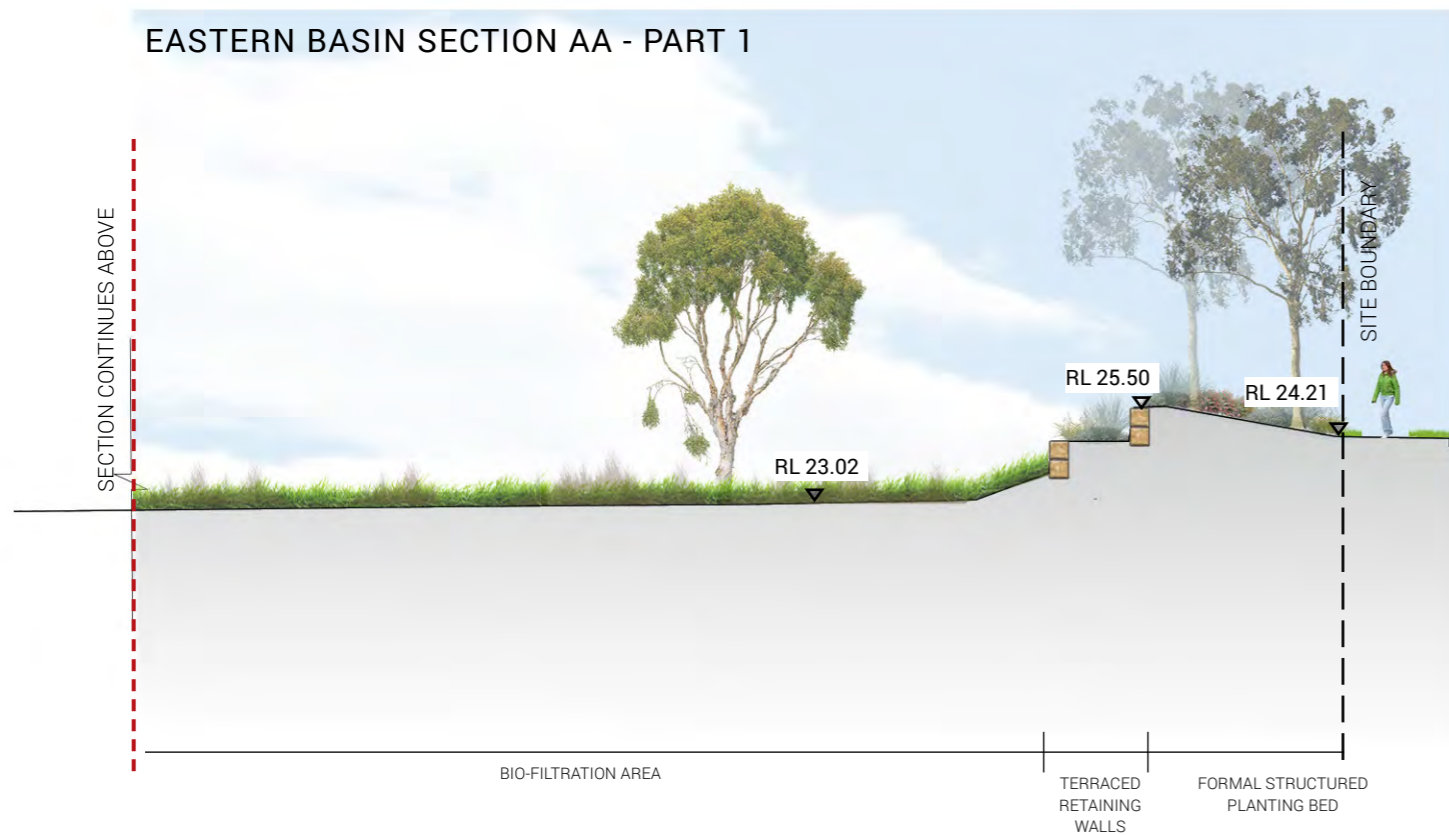 EASTERN BASIN SECTION AA - PART 1
SECTION CONTINUES ABOVE
SITE BOUNDARY
RL 25.50
RL 24.21
RL 23.02
BIO-FILTRATION AREA
TERRACED
RETAINING
WALLS
FORMAL STRUCTURED
PLANTING BED